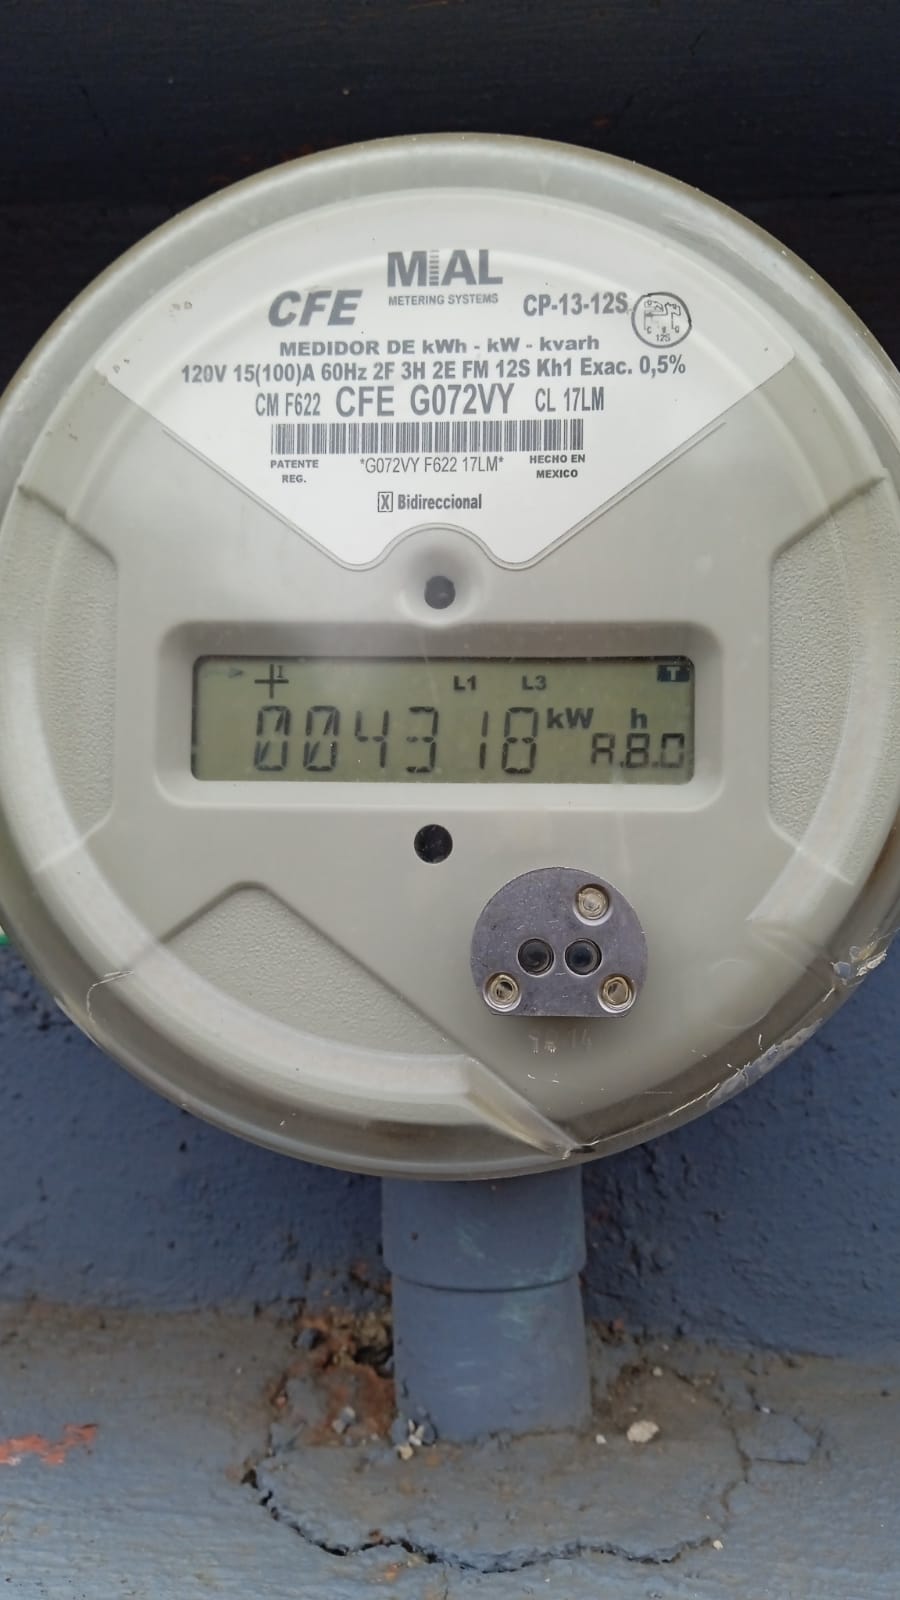 MIAL
METERING SYSTEMS
CFE
CP-13-12S
12S
MEDIDOR DE kWh - kW - kvarh
120V 15(100)A 60Hz 2F 3H 2E FM 12S Kh1 Exac. 0,5%
CM F622 CFE G072VY CL 17LM
PATENTE REG.
*G072VY F622 17LM*
HECHO EN MEXICO
[X] Bidireccional
L1 L3 T
004318 kW h A.B.0